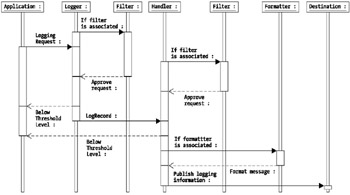 Application :
Logger :
Filter :
Handler :
Filter :
Formatter :
Destination :
If filter
is associated :
Logging
Request :
If filter
is associated :
Approve
request :
Approve
request :
Below
Threshold
Level :
LogRecord :
Below
Threshold
Level :
If formattter
is associated :
Format message :
Publish logging
information :